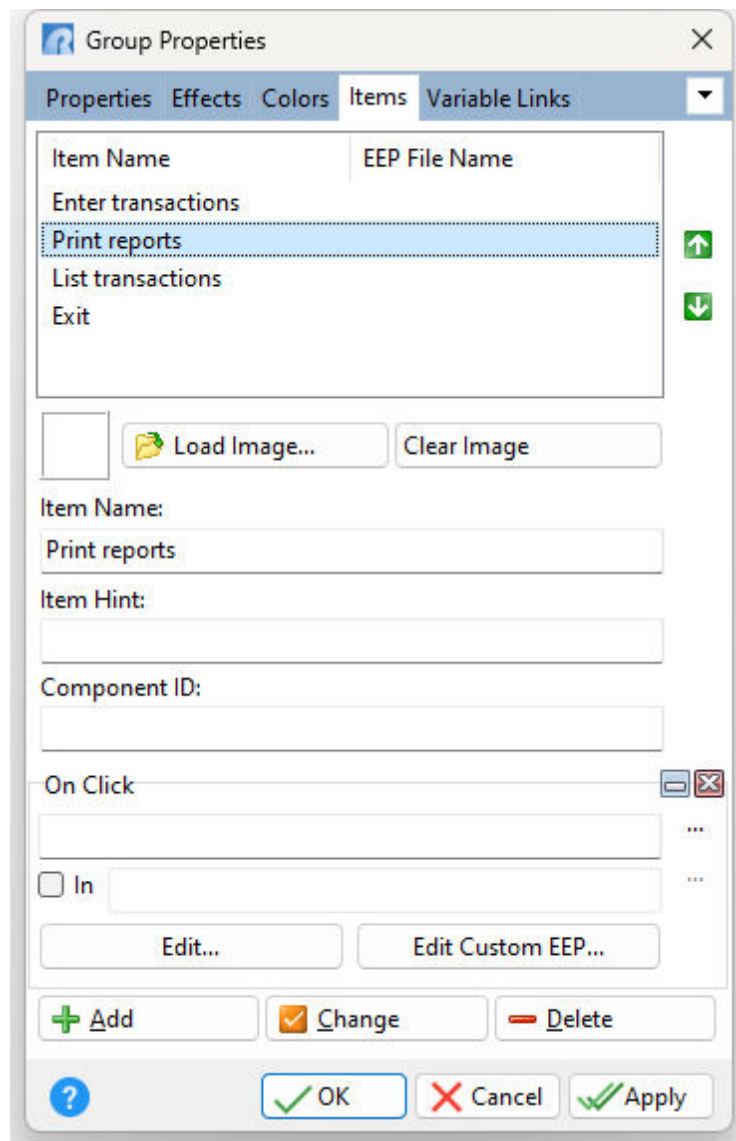 Group Properties
Properties Effects Colors Items Variable Links
Item Name EEP File Name
Enter transactions
Print reports
List transactions
Exit
Load Image... Clear Image
Item Name:
Print reports
Item Hint:
Component ID:
On Click
...
In ...
Edit... Edit Custom EEP...
Add Change Delete
? OK Cancel Apply